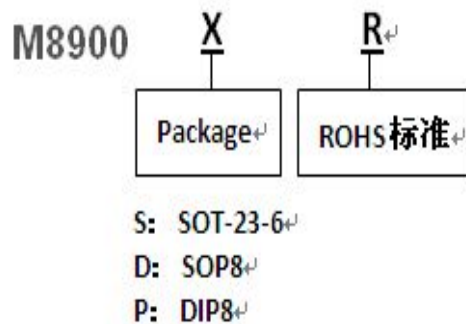 M8900 X R
Package ROHS标准
S: SOT-23-6
D: SOP8
P: DIP8